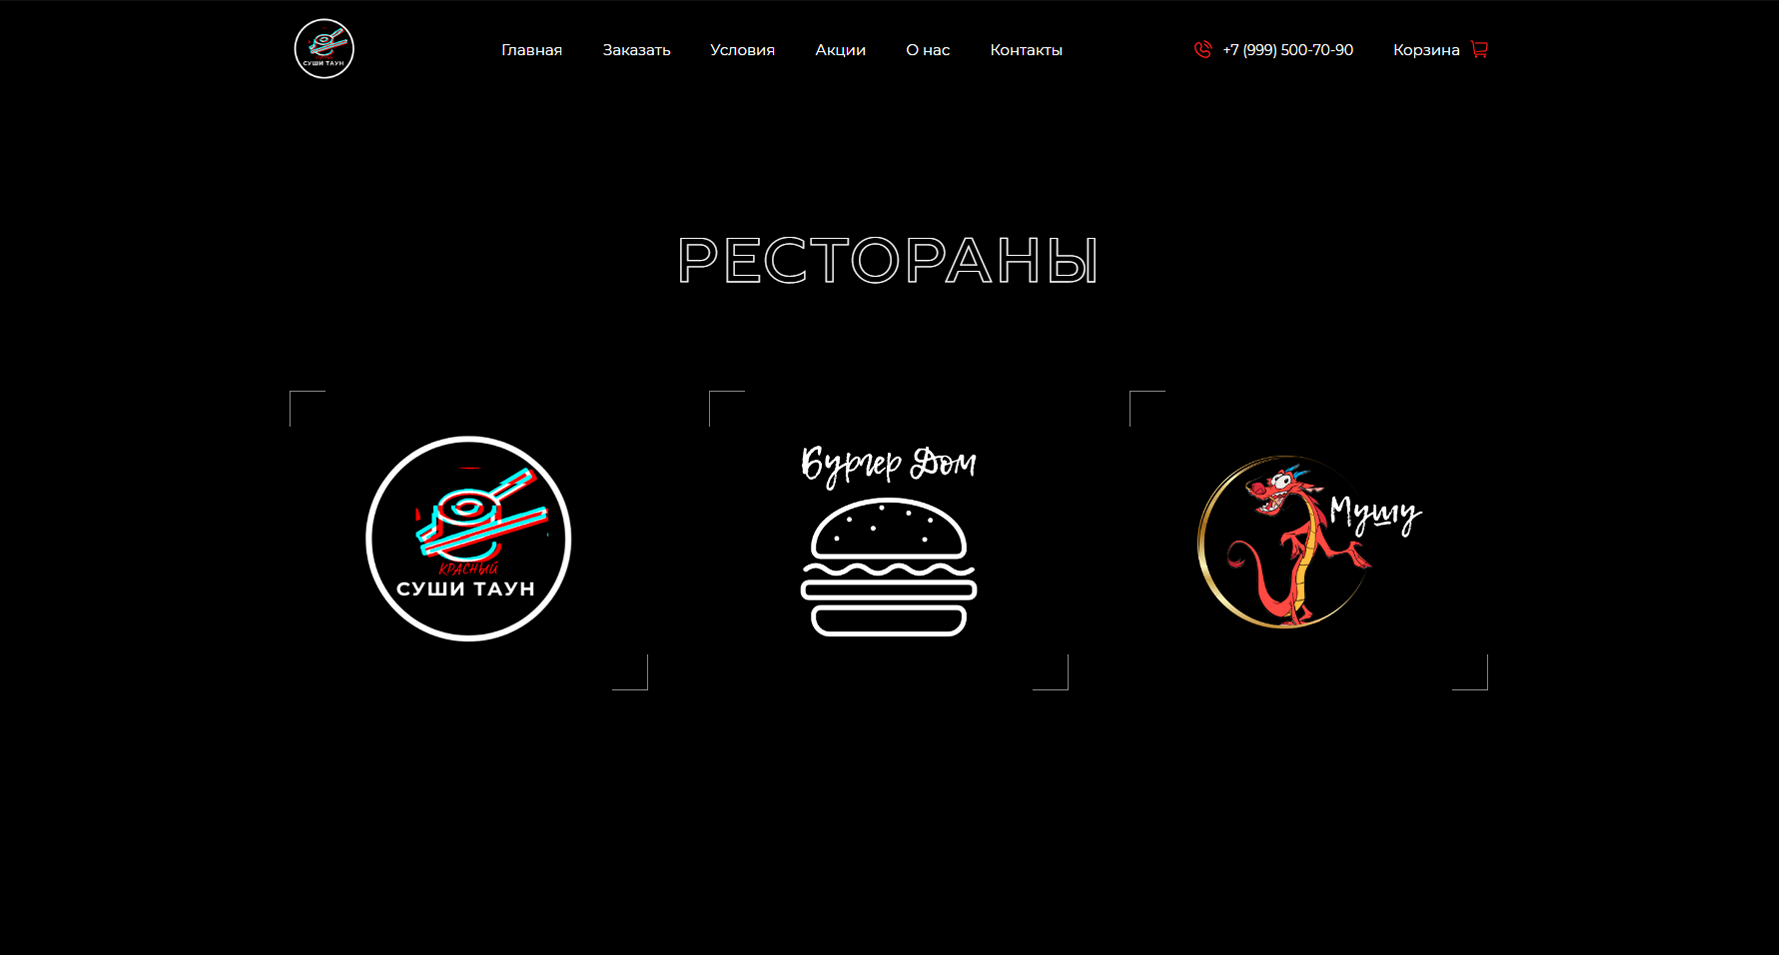 СУШИ ТАУН
Главная
Заказать
Условия
Акции
О нас
Контакты
+7 (999) 500-70-90
Корзина
РЕСТОРАНЫ
КРАСНЫЙ
СУШИ ТАУН
Бургер Дом
Мушу